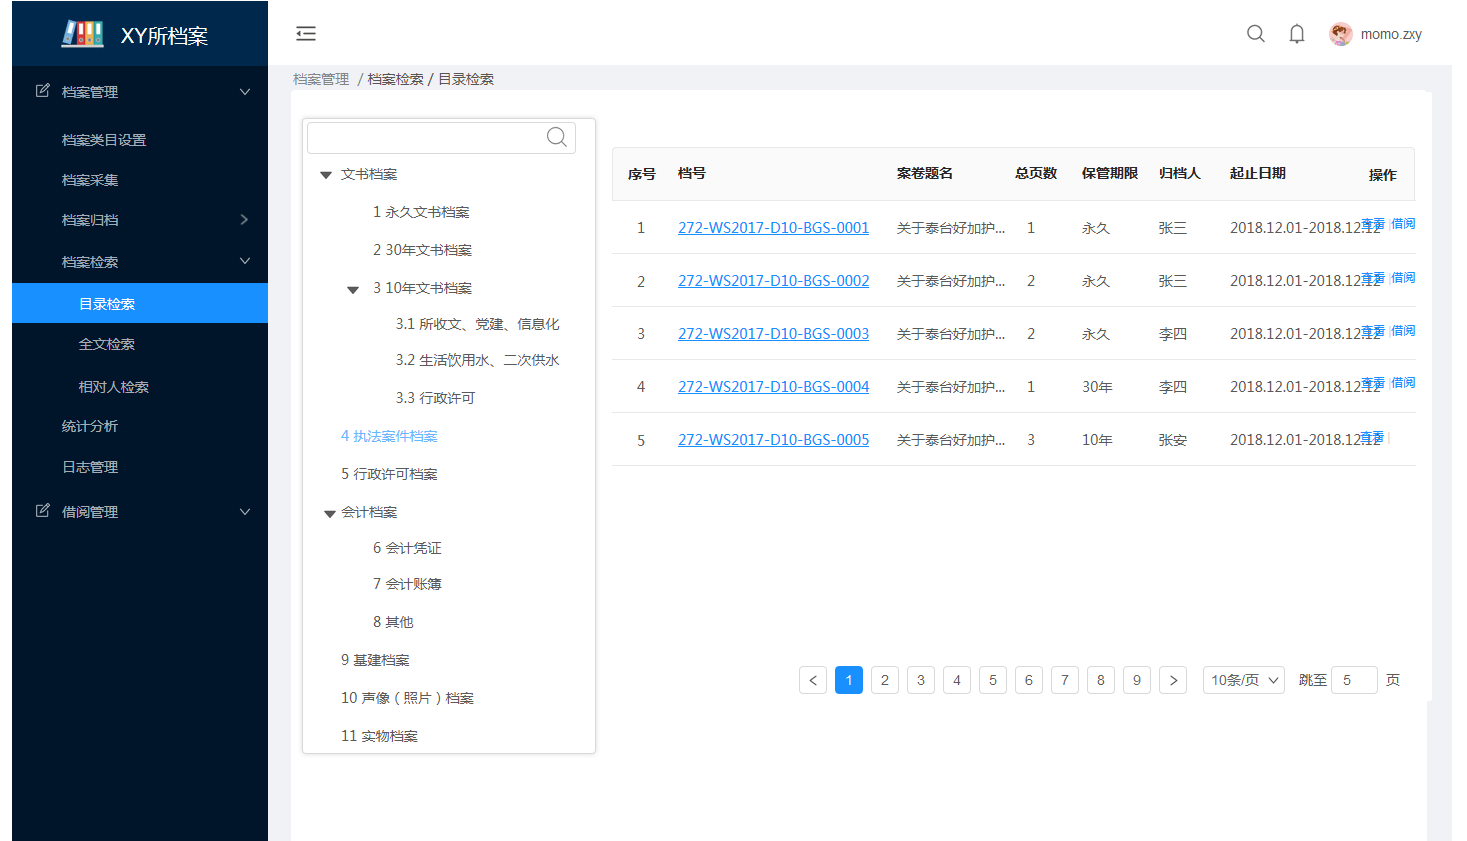 XY所档案
momo.zxy
档案管理 / 档案检索 / 目录检索
档案管理
档案类目设置
档案采集
档案归档
档案检索
目录检索
全文检索
相对人检索
统计分析
日志管理
借阅管理
文书档案
1 永久文书档案
2 30年文书档案
3 10年文书档案
3.1 所收文、党建、信息化
3.2 生活饮用水、二次供水
3.3 行政许可
4 执法案件档案
5 行政许可档案
会计档案
6 会计凭证
7 会计账簿
8 其他
9 基建档案
10 声像（照片）档案
11 实物档案
序号 档号 案卷题名 总页数 保管期限 归档人 起止日期 操作
1 272-WS2017-D10-BGS-0001 关于泰台好加护... 1 永久 张三 2018.12.01-2018.12.12 查看 |借阅
2 272-WS2017-D10-BGS-0002 关于泰台好加护... 2 永久 张三 2018.12.01-2018.12.12 查看 |借阅
3 272-WS2017-D10-BGS-0003 关于泰台好加护... 2 永久 李四 2018.12.01-2018.12.12 查看 |借阅
4 272-WS2017-D10-BGS-0004 关于泰台好加护... 1 30年 李四 2018.12.01-2018.12.12 查看 |借阅
5 272-WS2017-D10-BGS-0005 关于泰台好加护... 3 10年 张安 2018.12.01-2018.12.12 查看 |
< 1 2 3 4 5 6 7 8 9 > 10条/页 跳至 5 页